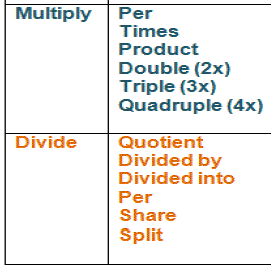 Multiply
Per
Times
Product
Double (2x)
Triple (3x)
Quadruple (4x)
Divide
Quotient
Divided by
Divided into
Per
Share
Split